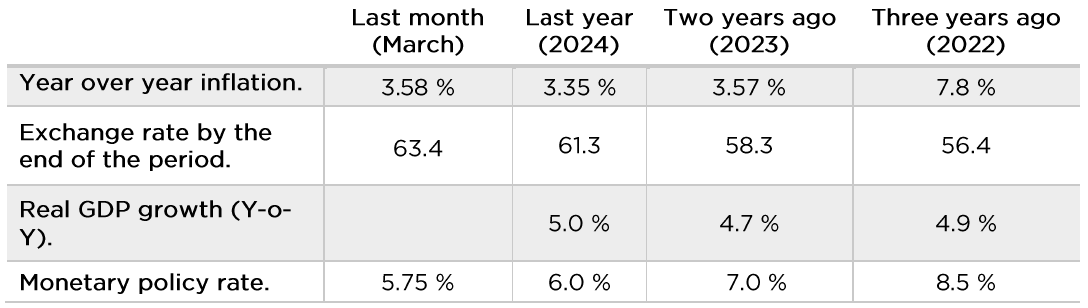 Last month (March) Last year (2024) Two years ago (2023) Three years ago (2022)
Year over year inflation. 3.58 % 3.35 % 3.57 % 7.8 %
Exchange rate by the end of the period. 63.4 61.3 58.3 56.4
Real GDP growth (Y-o-Y). 5.0 % 4.7 % 4.9 %
Monetary policy rate. 5.75 % 6.0 % 7.0 % 8.5 %